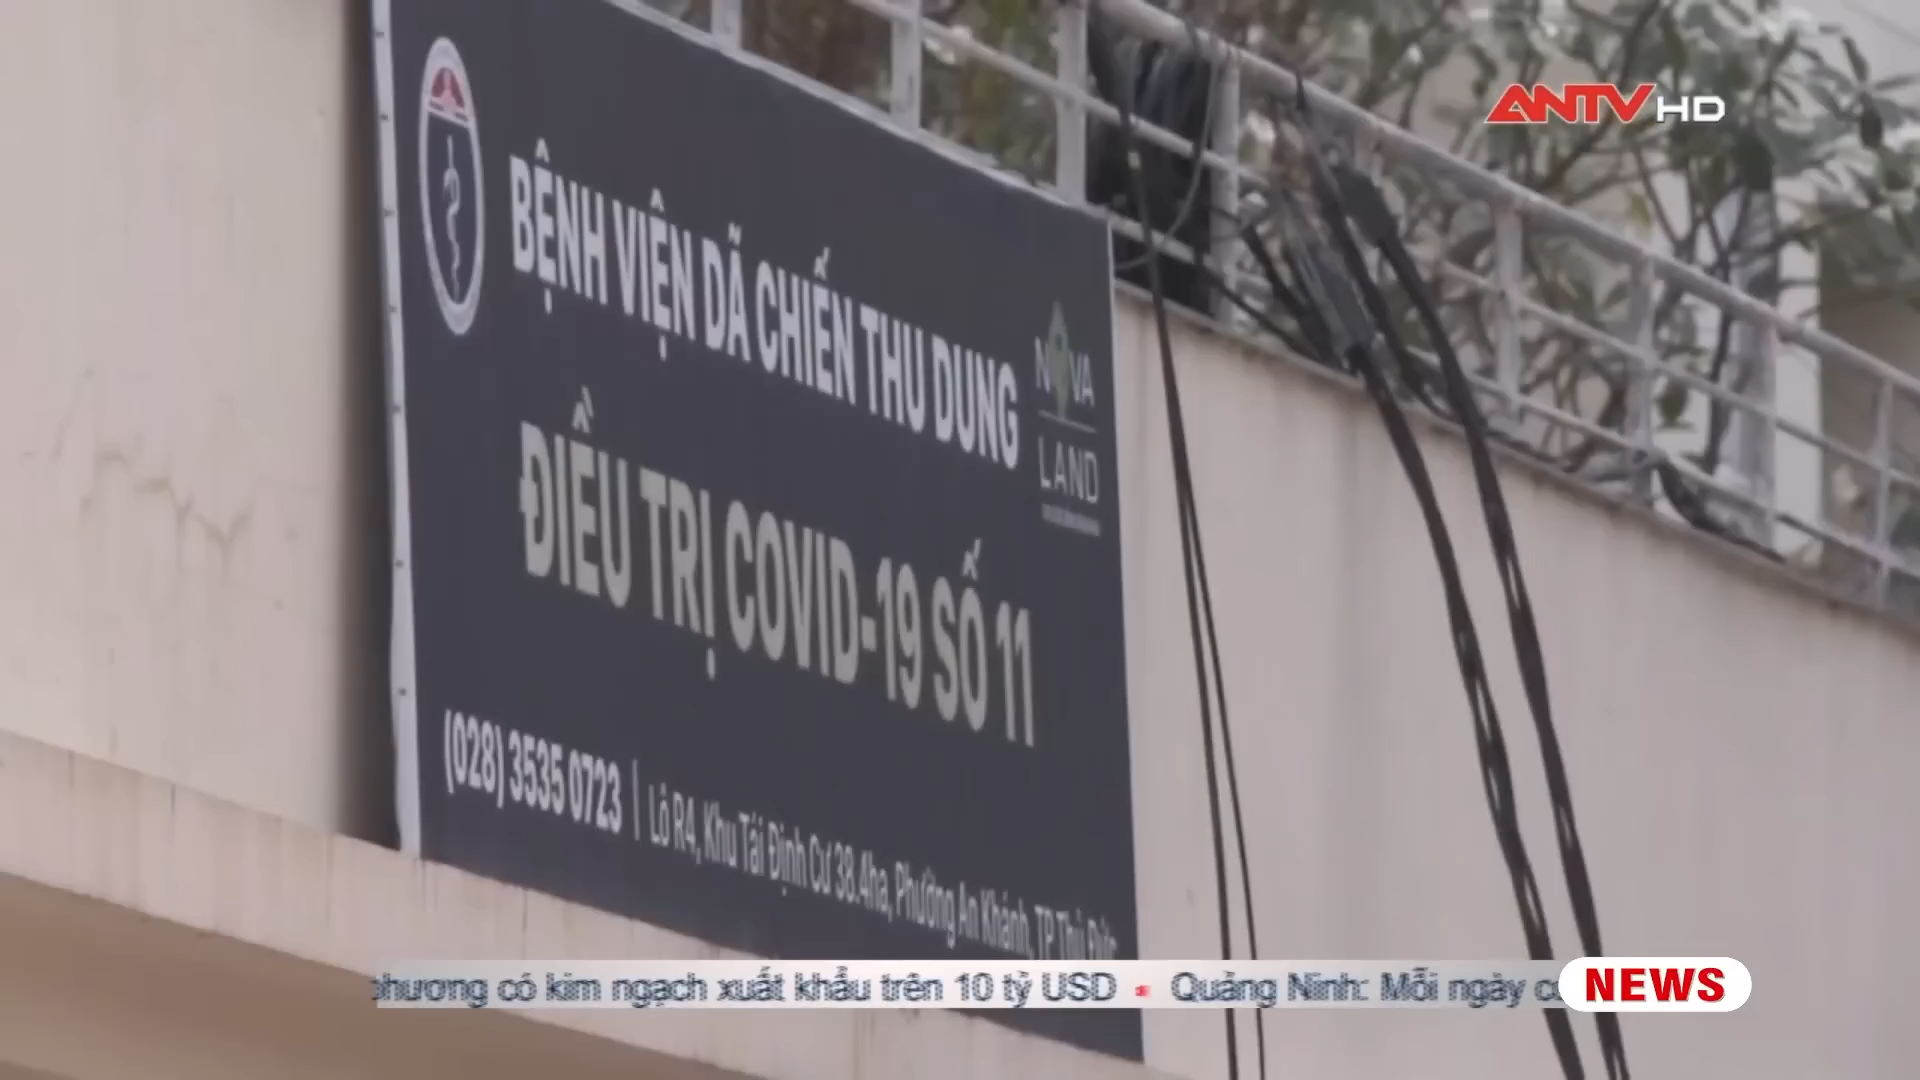 ANTV HD
BỆNH VIỆN DÃ CHIẾN THU DUNG
ĐIỀU TRỊ COVID-19 SỐ 11
NOVA
LAND
(028) 3535 0723 | Lô R4, Khu Tái Định Cư 38.4ha, Phường An Khánh, TP Thủ Đức
phương có kim ngạch xuất khẩu trên 10 tỷ USD • Quảng Ninh: Mỗi ngày
NEWS